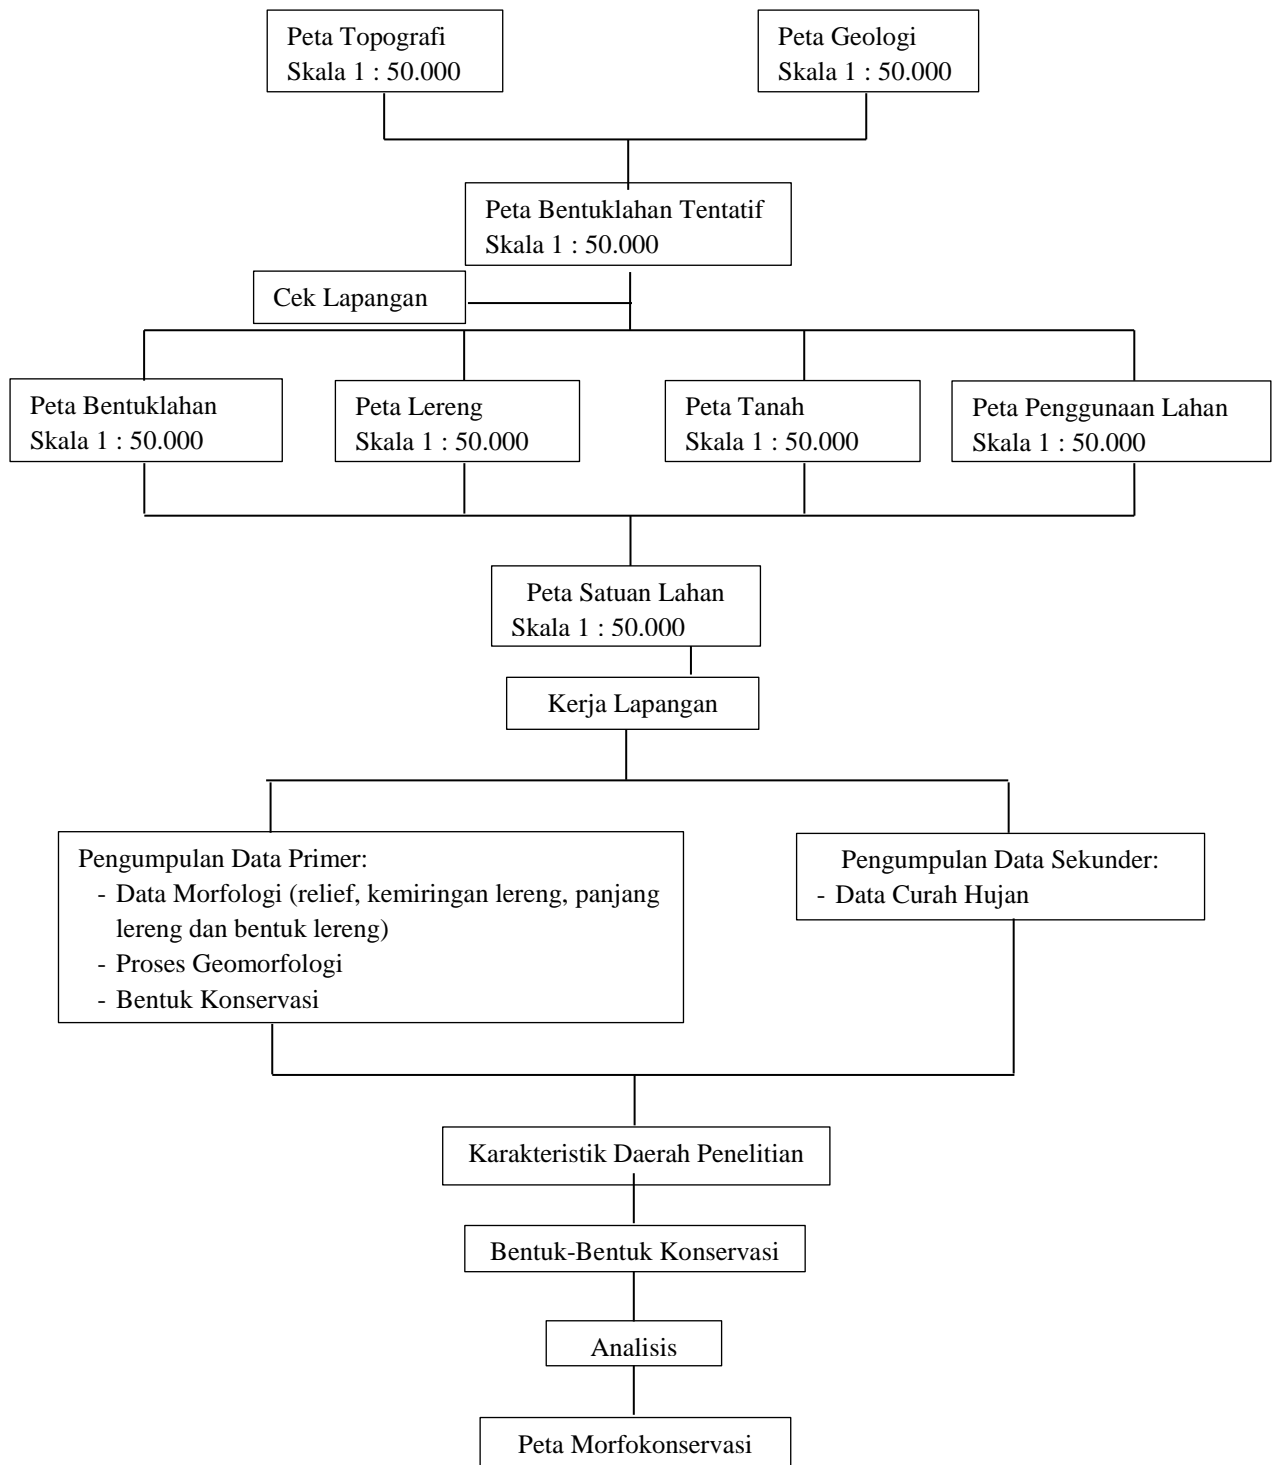 Peta Topografi
Skala 1 : 50.000
Peta Geologi
Skala 1 : 50.000
Peta Bentuklahan Tentatif
Skala 1 : 50.000
Cek Lapangan
Peta Bentuklahan
Skala 1 : 50.000
Peta Lereng
Skala 1 : 50.000
Peta Tanah
Skala 1 : 50.000
Peta Penggunaan Lahan
Skala 1 : 50.000
Peta Satuan Lahan
Skala 1 : 50.000
Kerja Lapangan
Pengumpulan Data Primer:
- Data Morfologi (relief, kemiringan lereng, panjang
lereng dan bentuk lereng)
- Proses Geomorfologi
- Bentuk Konservasi
Pengumpulan Data Sekunder:
- Data Curah Hujan
Karakteristik Daerah Penelitian
Bentuk-Bentuk Konservasi
Analisis
Peta Morfokonservasi